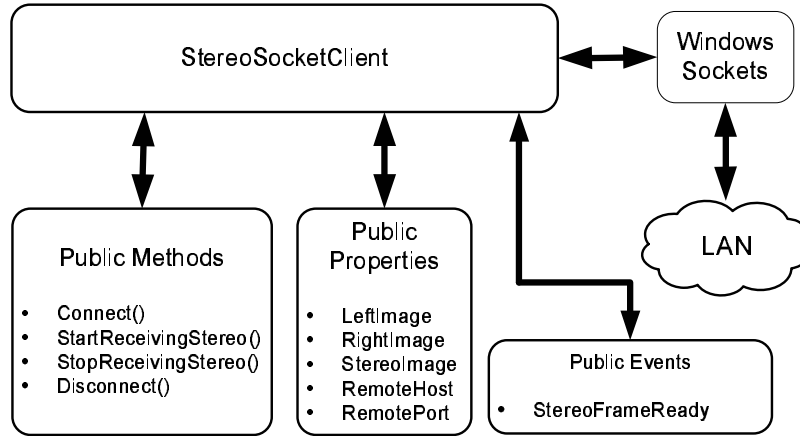 StereoSocketClient
Windows
Sockets
LAN
Public Methods
• Connect()
• StartReceivingStereo()
• StopReceivingStereo()
• Disconnect()
Public
Properties
• LeftImage
• RightImage
• StereoImage
• RemoteHost
• RemotePort
Public Events
• StereoFrameReady